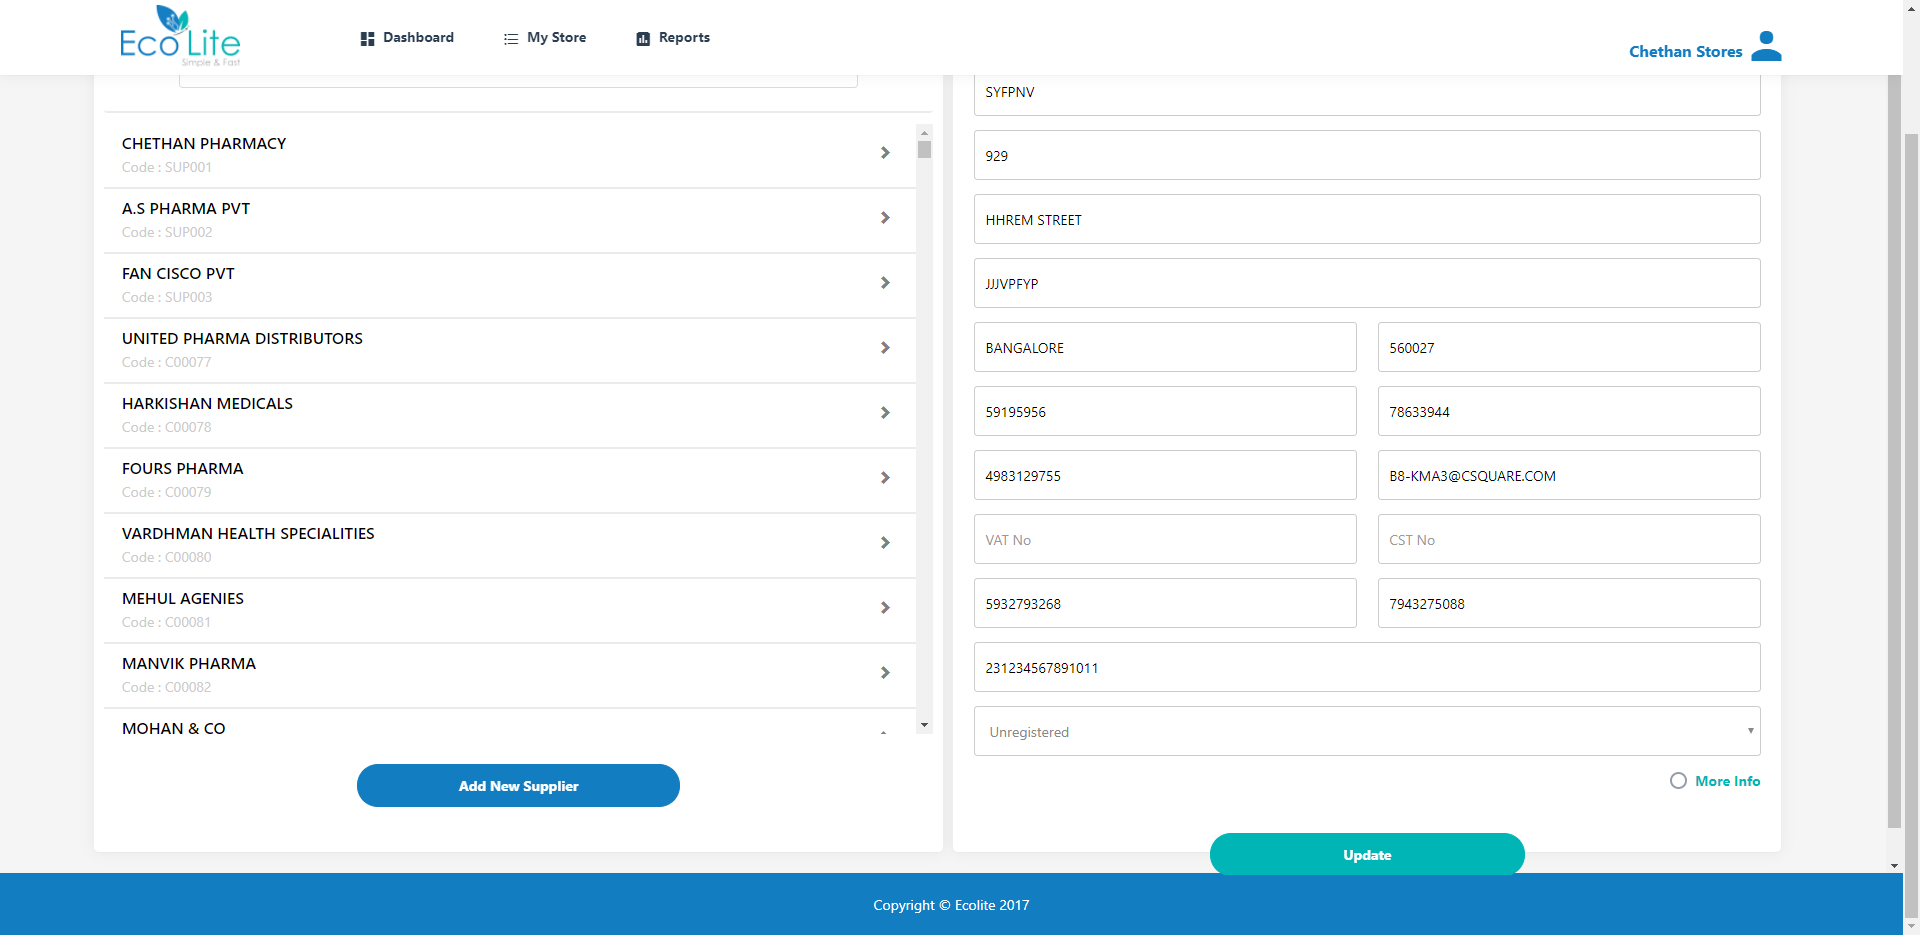 Eco Lite
Simple & Fast
Dashboard
My Store
Reports
Chethan Stores
CHETHAN PHARMACY
Code : SUP001
A.S PHARMA PVT
Code : SUP002
FAN CISCO PVT
Code : SUP003
UNITED PHARMA DISTRIBUTORS
Code : C00077
HARKISHAN MEDICALS
Code : C00078
FOURS PHARMA
Code : C00079
VARDHMAN HEALTH SPECIALITIES
Code : C00080
MEHUL AGENIES
Code : C00081
MANVIK PHARMA
Code : C00082
MOHAN & CO
Add New Supplier
SYFPNV
929
HHREM STREET
JJJVPFYP
BANGALORE
560027
59195956
78633944
4983129755
B8-KMA3@CSQUARE.COM
VAT No
CST No
5932793268
7943275088
231234567891011
Unregistered
More Info
Update
Copyright © Ecolite 2017